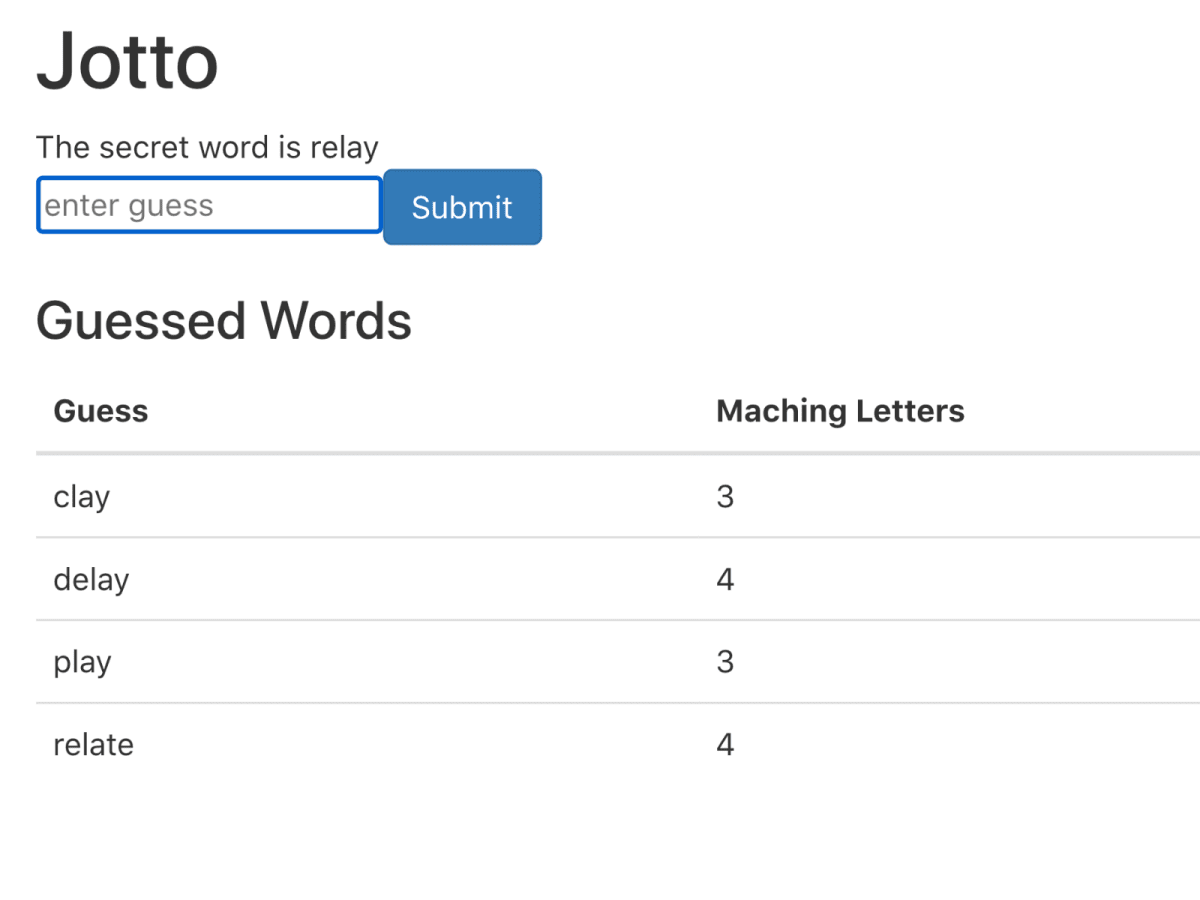 Jotto
The secret word is relay
enter guess Submit
Guessed Words
Guess Maching Letters
clay 3
delay 4
play 3
relate 4